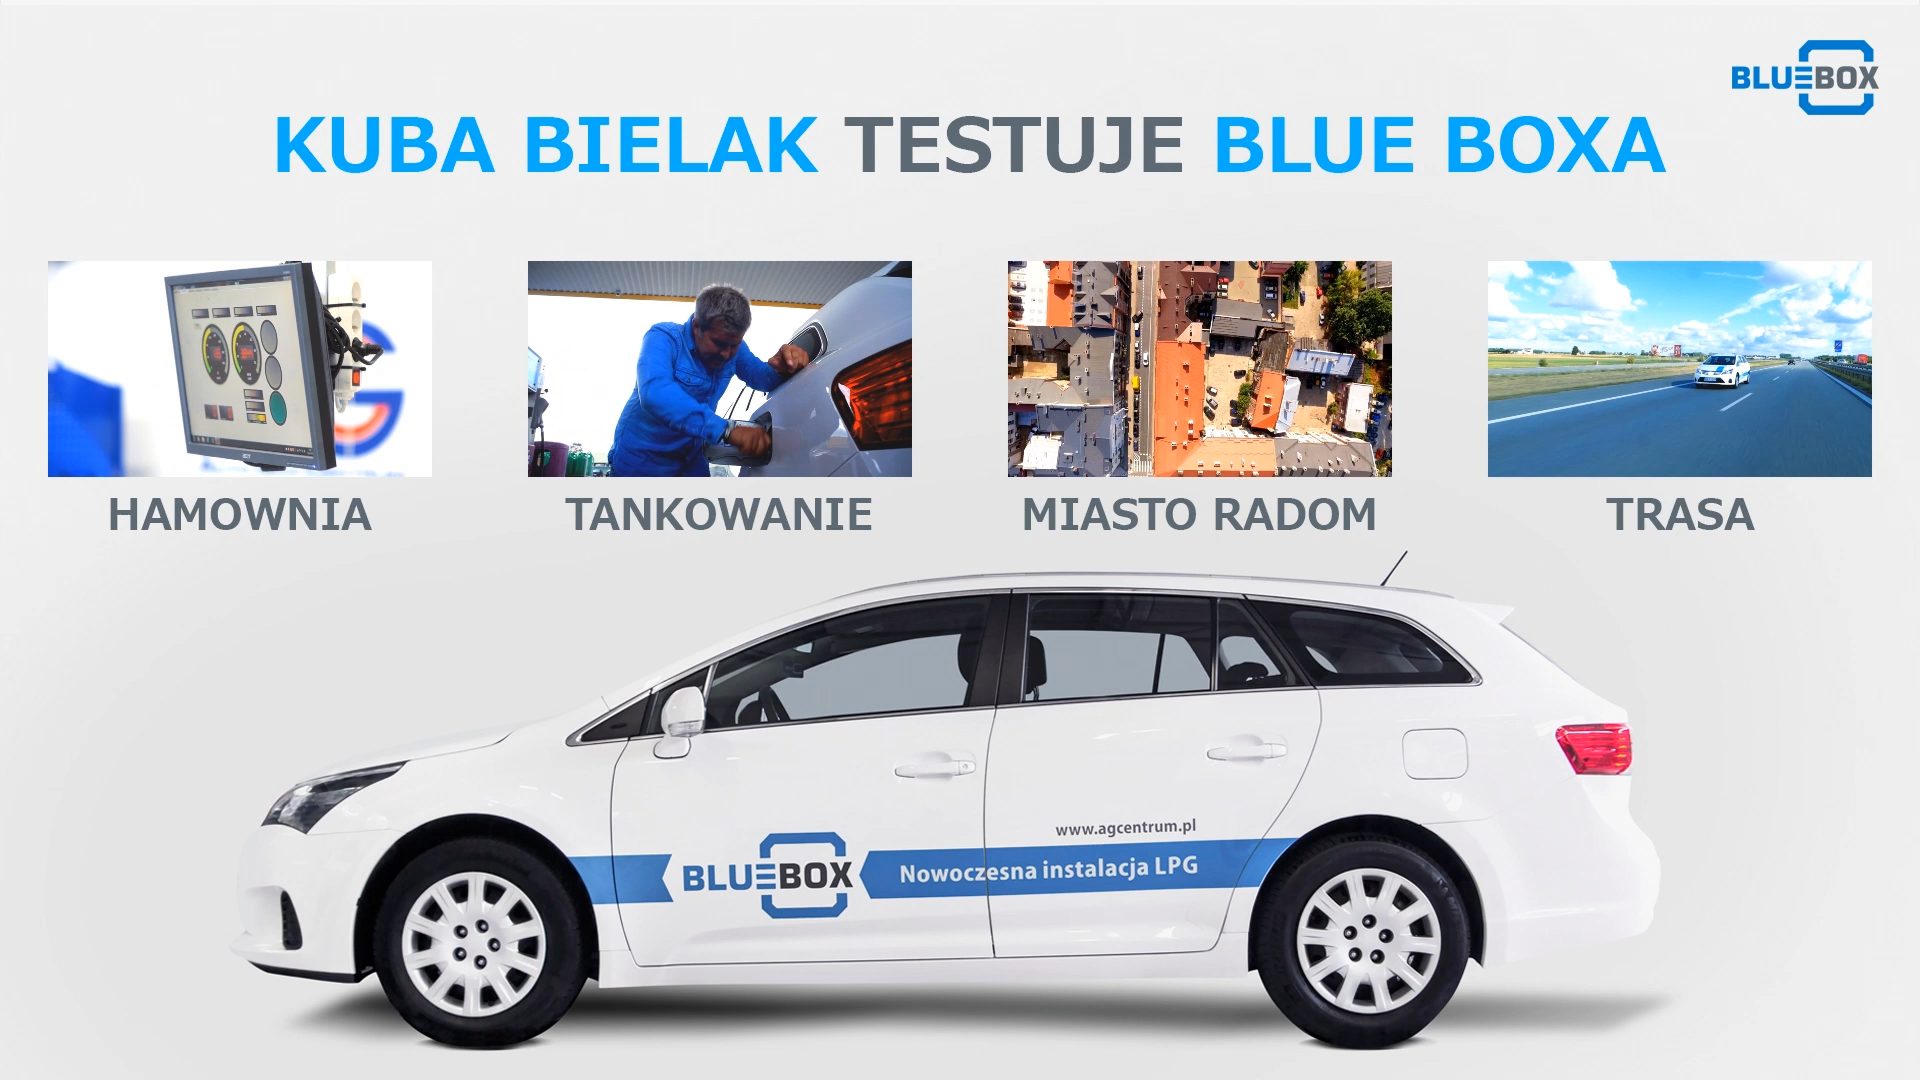 BLUEBOX
KUBA BIELAK TESTUJE BLUE BOXA
HAMOWNIA
TANKOWANIE
MIASTO RADOM
TRASA
www.agcentrum.pl
BLUEBOX
Nowoczesna instalacja LPG